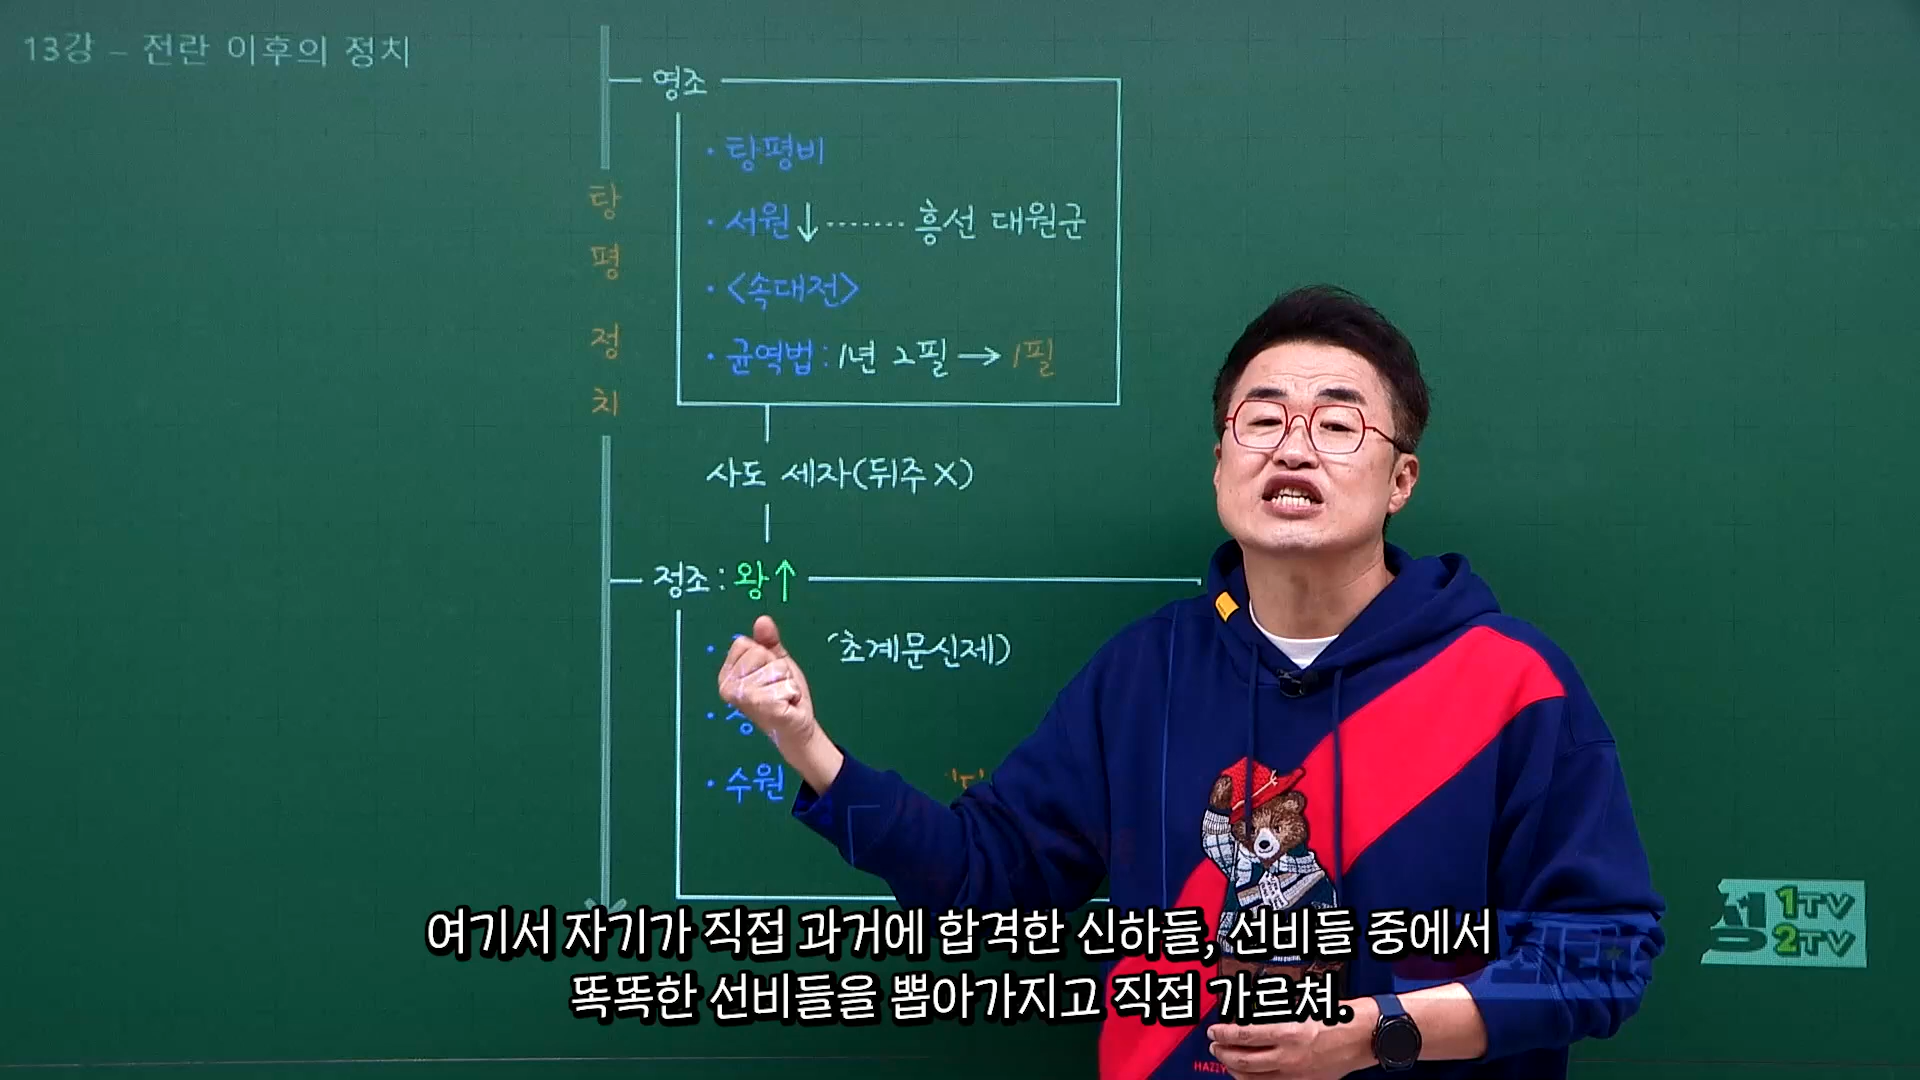 13강 – 전란 이후의 정치
탕평정치
영조
· 탕평비
· 서원↓········ 흥선 대원군
· <속대전>
· 균역법 : 1년 2필 → 1필
사도 세자(뒤주 X)
정조 : 왕↑
초계문신제)
· 수원
1TV
2TV
HAZZY
여기서 자기가 직접 과거에 합격한 신하들, 선비들 중에서
똑똑한 선비들을 뽑아가지고 직접 가르쳐.